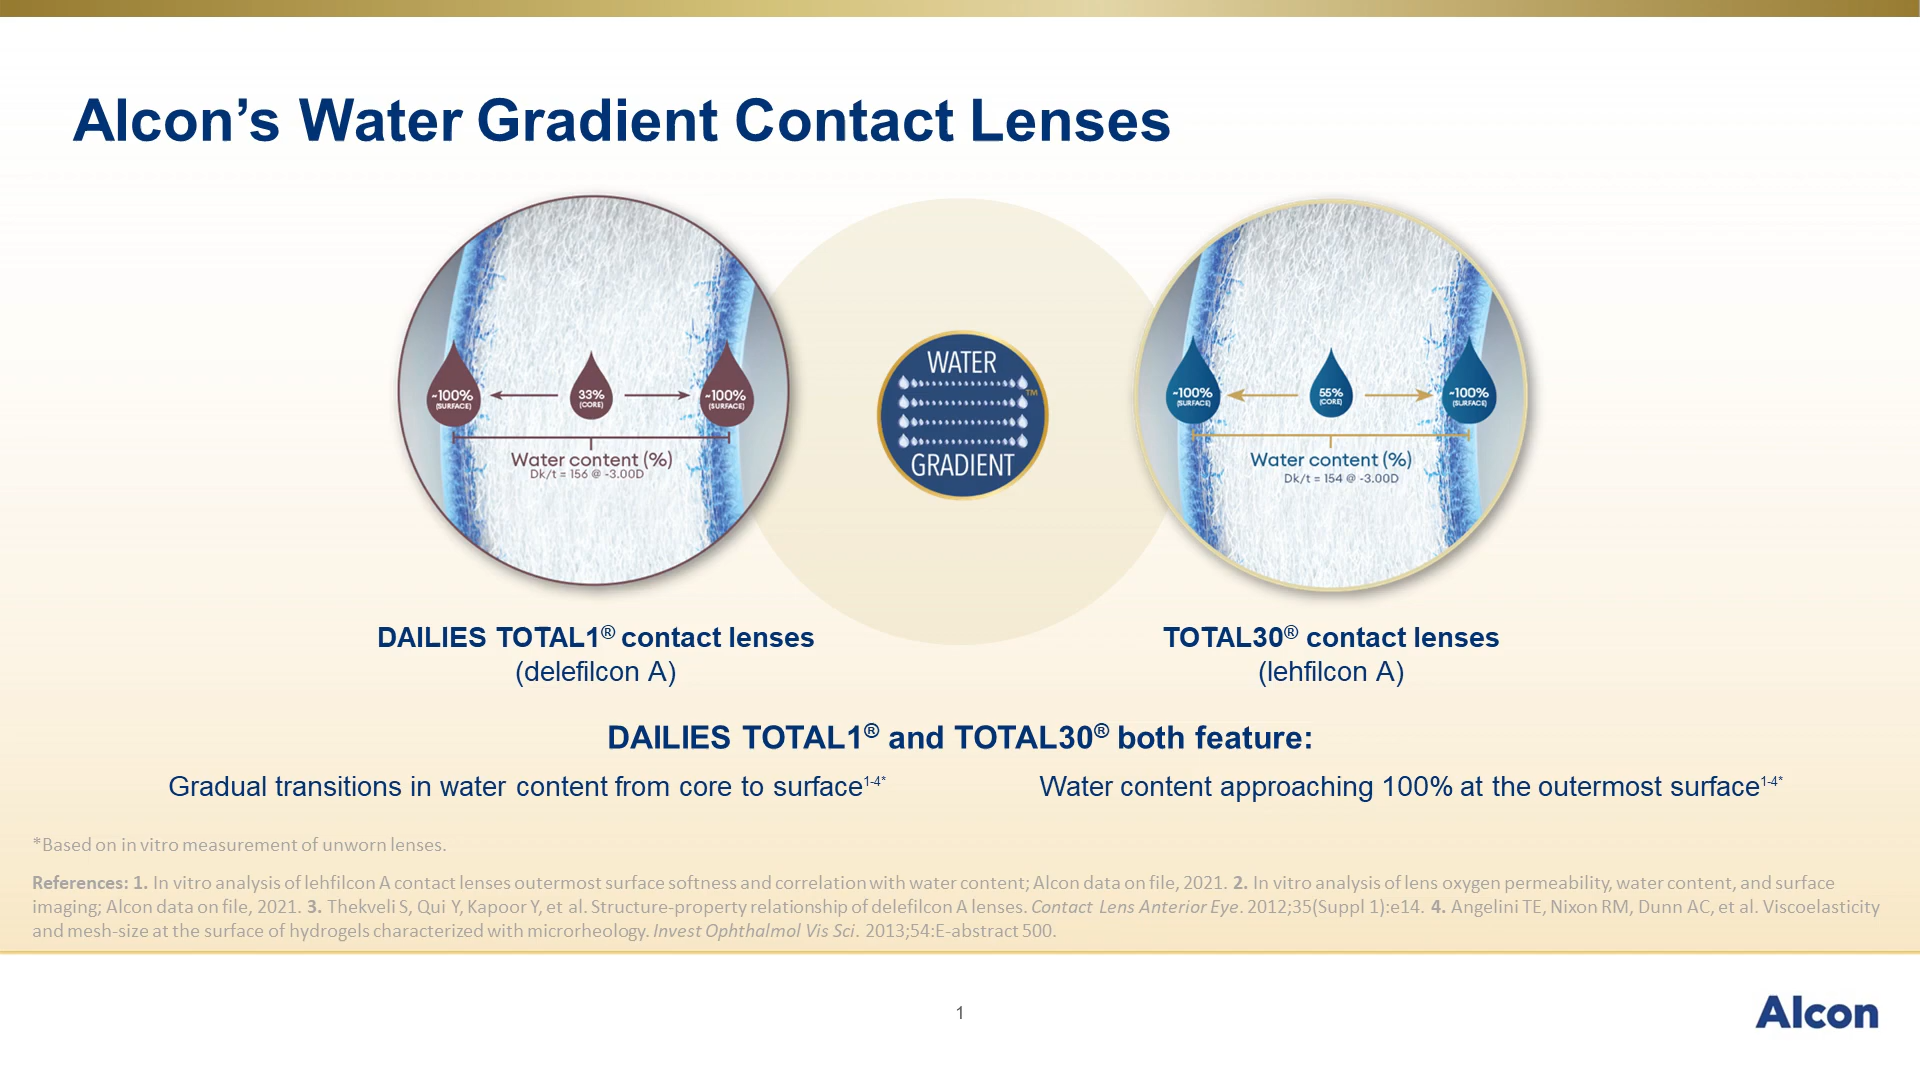 Alcon’s Water Gradient Contact Lenses
~100%
(SURFACE)
33%
(CORE)
~100%
(SURFACE)
Water content (%)
Dk/t = 156 @ -3.00D
WATER
™
GRADIENT
~100%
(SURFACE)
55%
(CORE)
~100%
(SURFACE)
Water content (%)
Dk/t = 154 @ -3.00D
DAILIES TOTAL1® contact lenses
(delefilcon A)
TOTAL30® contact lenses
(lehfilcon A)
DAILIES TOTAL1® and TOTAL30® both feature:
Gradual transitions in water content from core to surface1-4*
Water content approaching 100% at the outermost surface1-4*
*Based on in vitro measurement of unworn lenses.
References: 1. In vitro analysis of lehfilcon A contact lenses outermost surface softness and correlation with water content; Alcon data on file, 2021. 2. In vitro analysis of lens oxygen permeability, water content, and surface
imaging; Alcon data on file, 2021. 3. Thekveli S, Qui Y, Kapoor Y, et al. Structure-property relationship of delefilcon A lenses. Contact Lens Anterior Eye. 2012;35(Suppl 1):e14. 4. Angelini TE, Nixon RM, Dunn AC, et al. Viscoelasticity
and mesh-size at the surface of hydrogels characterized with microrheology. Invest Ophthalmol Vis Sci. 2013;54:E-abstract 500.
1
Alcon